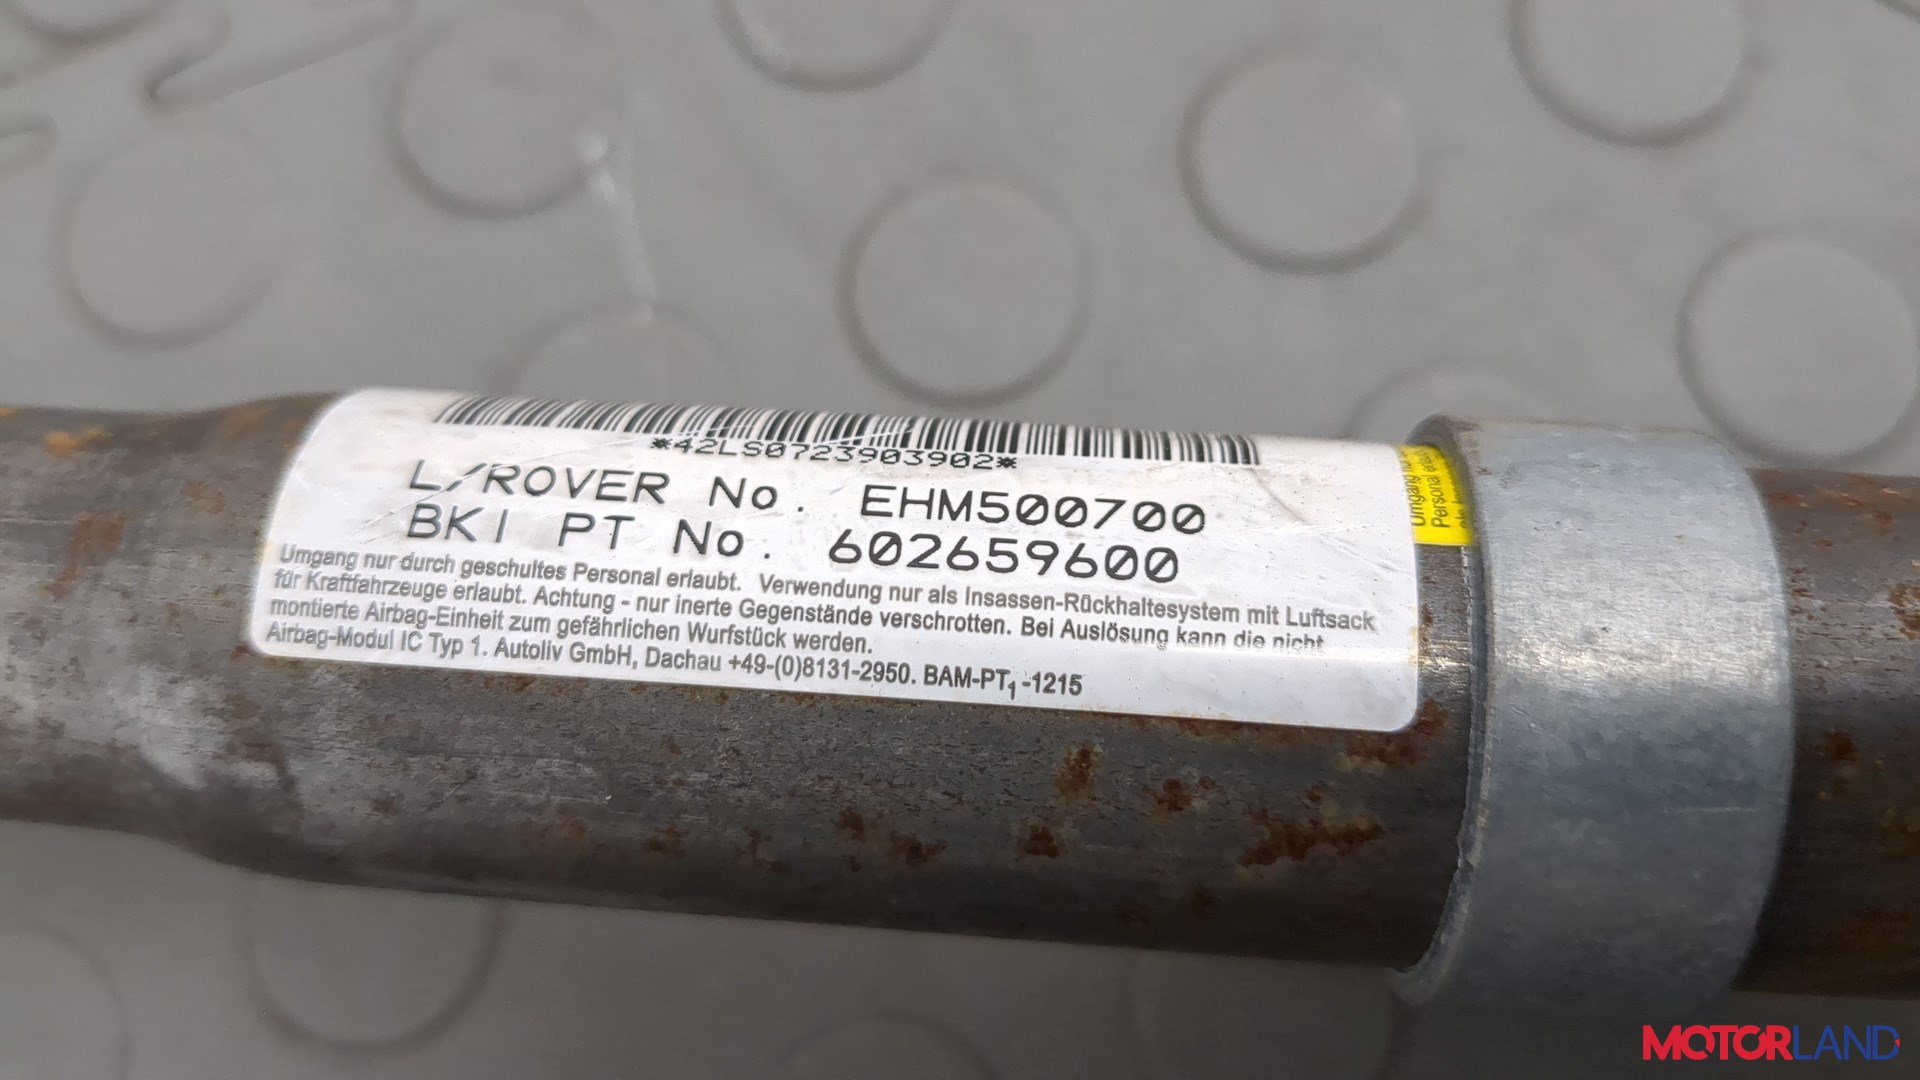 *42LS0723903902*
L/ROVER No. EHM500700
BKI PT No. 602659600
Umgang nur durch geschultes Personal erlaubt. Verwendung nur als Insassen-Rückhaltesystem mit Luftsack
für Kraftfahrzeuge erlaubt. Achtung - nur inerte Gegenstände verschrotten. Bei Auslösung kann die nicht
montierte Airbag-Einheit zum gefährlichen Wurfstück werden.
Airbag-Modul IC Typ 1. Autoliv GmbH, Dachau +49-(0)8131-2950. BAM-PT1 -1215
Umgang nur
Personal
MOTORLAND